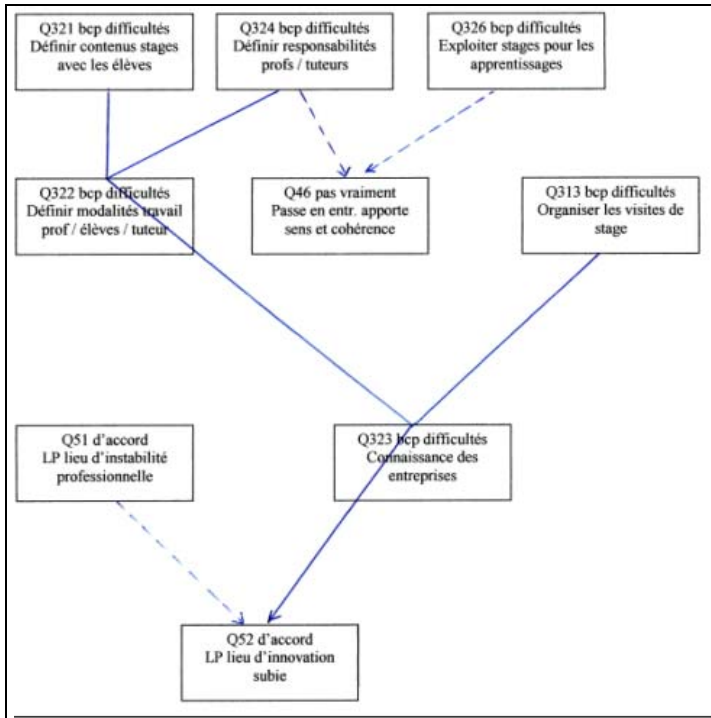 Q321 bcp difficultés
Définir contenus stages
avec les élèves
Q324 bcp difficultés
Définir responsabilités
profs / tuteurs
Q326 bcp difficultés
Exploiter stages pour les
apprentissages
Q322 bcp difficultés
Définir modalités travail
prof / élèves / tuteur
Q46 pas vraiment
Passe en entr. apporte
sens et cohérence
Q313 bcp difficultés
Organiser les visites de
stage
Q51 d'accord
LP lieu d'instabilité
professionnelle
Q323 bcp difficultés
Connaissance des
entreprises
Q52 d'accord
LP lieu d'innovation
subie